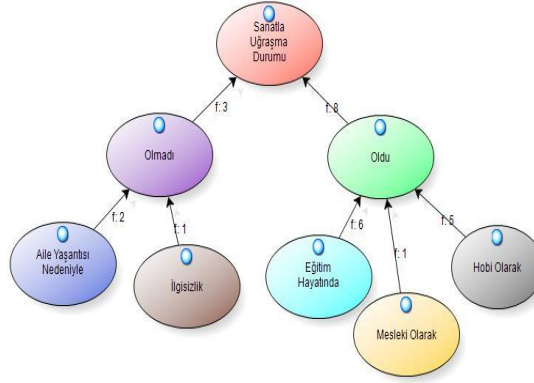 Sanatla
Uğraşma
Durumu
f: 3
f: 8
Olmadı
Oldu
f: 2
f: 1
f: 6
f: 1
f: 5
Aile Yaşantısı
Nedeniyle
İlgisizlik
Eğitim
Hayatında
Mesleki Olarak
Hobi Olarak